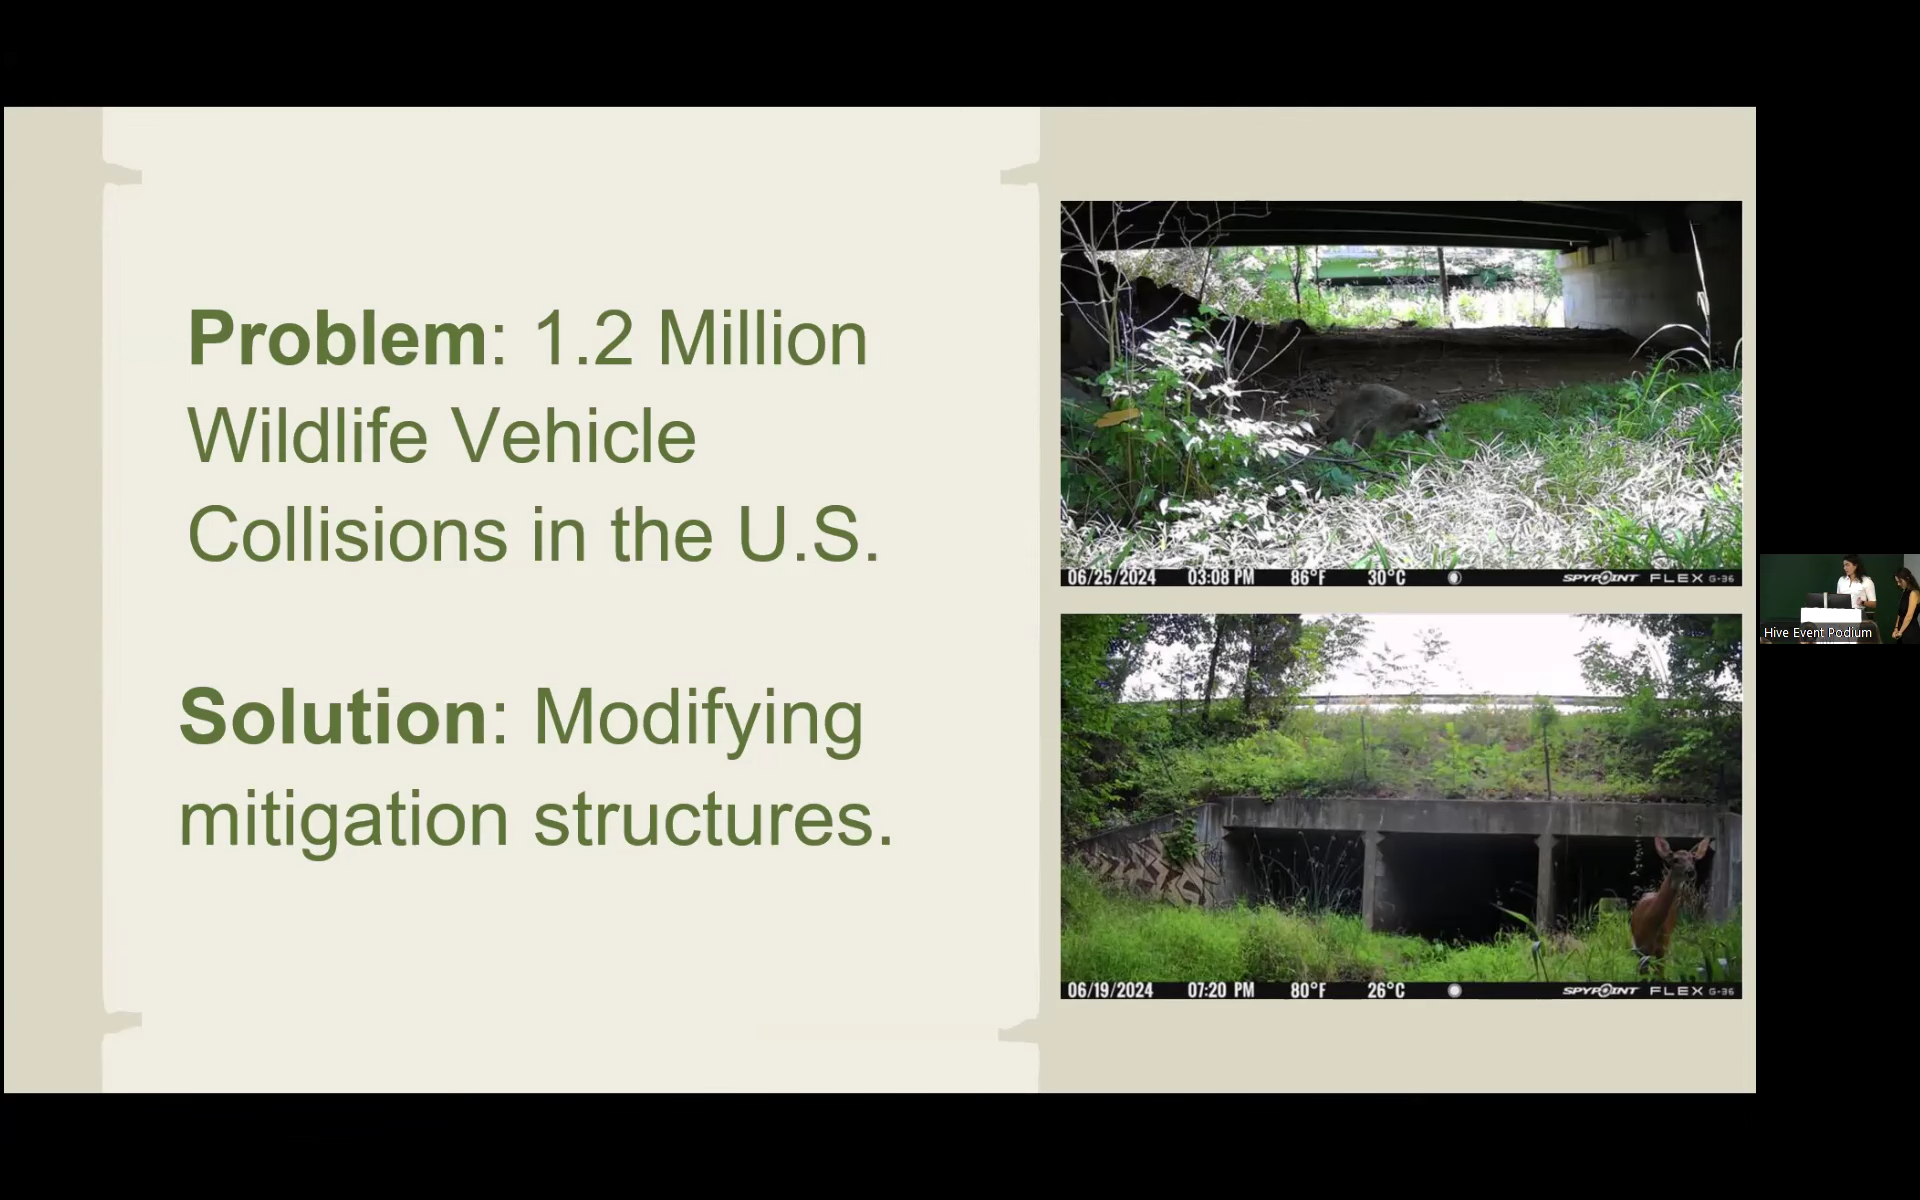 Problem: 1.2 Million
Wildlife Vehicle
Collisions in the U.S.
Solution: Modifying
mitigation structures.
06/25/2024 03:08 PM 86°F 30°C SPYPOINT FLEX G-36
06/19/2024 07:20 PM 80°F 26°C SPYPOINT FLEX G-36
Hive Event Podium